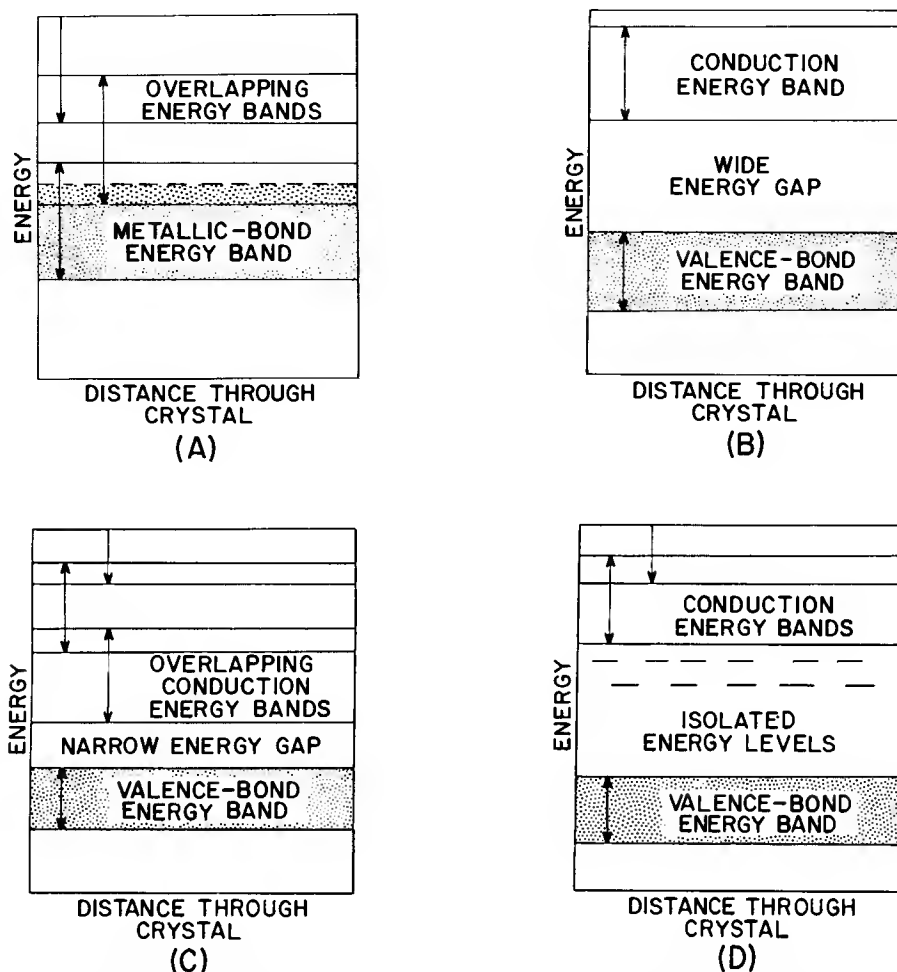 OVERLAPPING
ENERGY BANDS
METALLIC-BOND
ENERGY BAND
ENERGY
DISTANCE THROUGH
CRYSTAL
(A)
CONDUCTION
ENERGY BAND
WIDE
ENERGY GAP
VALENCE-BOND
ENERGY BAND
ENERGY
DISTANCE THROUGH
CRYSTAL
(B)
OVERLAPPING
CONDUCTION
ENERGY BANDS
NARROW ENERGY GAP
VALENCE-BOND
ENERGY BAND
ENERGY
DISTANCE THROUGH
CRYSTAL
(C)
CONDUCTION
ENERGY BANDS
ISOLATED
ENERGY LEVELS
VALENCE-BOND
ENERGY BAND
ENERGY
DISTANCE THROUGH
CRYSTAL
(D)